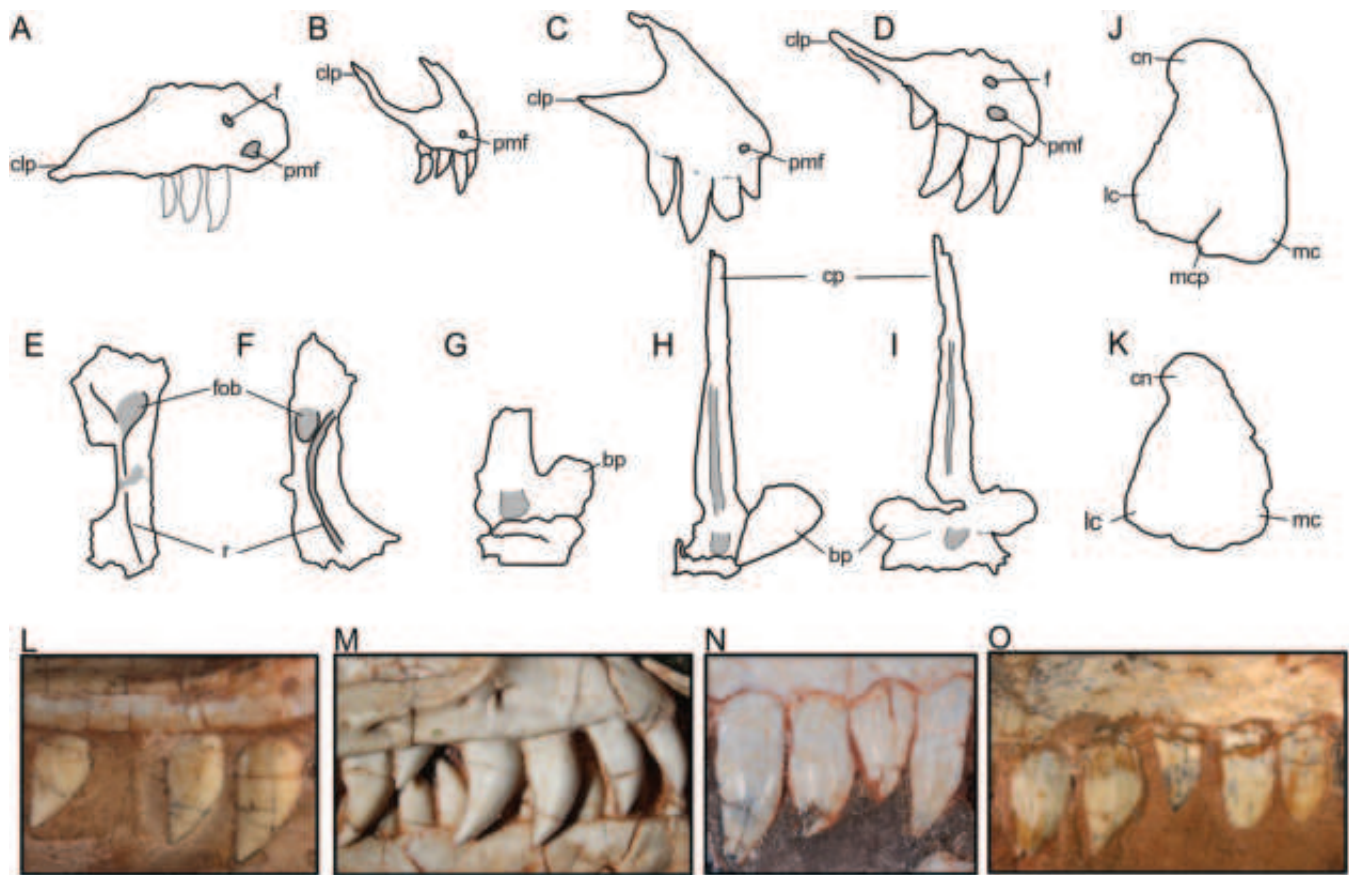 A B C D J
clp f pmf
clp pmf
clp pmf
clp f pmf
cn lc mcp mc
cp
E F G H I K
fob r
bp
bp
cn lc mc
L M N O